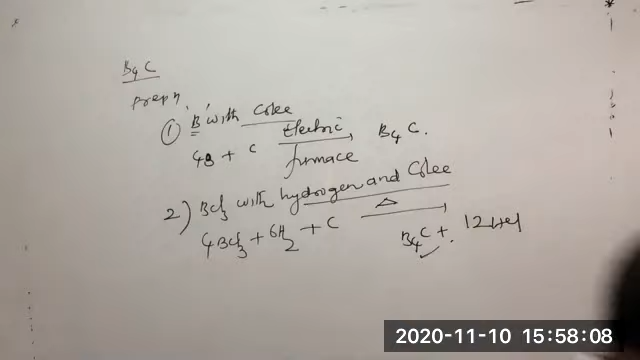 B₄C
prepn,
① 'B' with Coke
4B + C Electric furnace → B₄C.
2) BCl₃ with hydrogen and Coke
4BCl₃ + 6H₂ + C △ → B₄C + 12HCl
2020-11-10 15:58:08